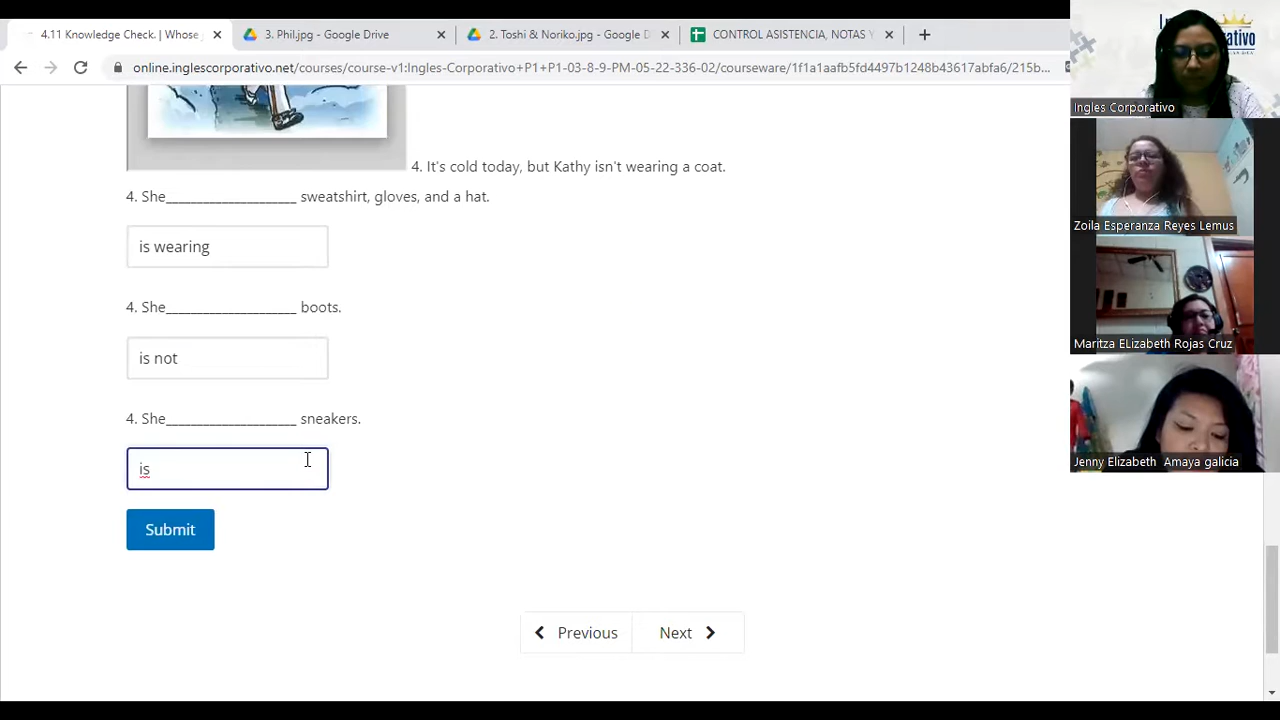 4.11 Knowledge Check. | Whose
3. Phil.jpg - Google Drive
2. Toshio, Noriko.jpg - Google D
CONTROL ASISTENCIA, NOTAS Y
online.inglescorporativo.net/courses/course-v1:Ingles-Corporativo+P1+P1-03-8-9-PM-05-22-336-02/courseware/1f1a1aafb5fd4497b1248b43617abfa6/215b...
4. It's cold today, but Kathy isn't wearing a coat.
4. She____________________ sweatshirt, gloves, and a hat.
is wearing
4. She____________________ boots.
is not
4. She____________________ sneakers.
is
Submit
Previous
Next
Ingles Corporativo
Zoila Esperanza Reyes Lemus
Maritza ELizabeth Rojas Cruz
Jenny Elizabeth Amaya galicia